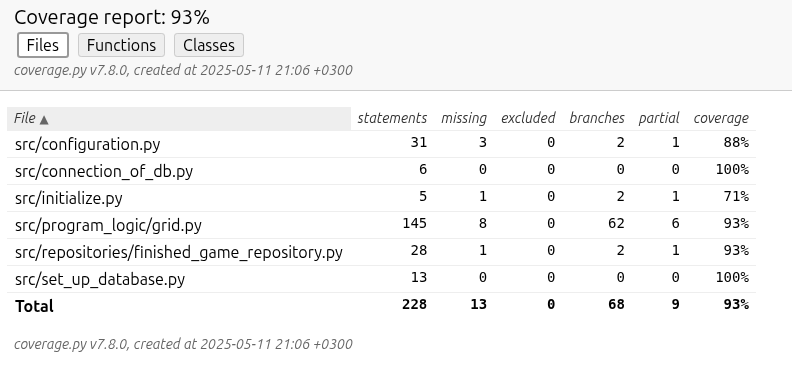 Coverage report: 93%
Files Functions Classes
coverage.py v7.8.0, created at 2025-05-11 21:06 +0300
File ▲ statements missing excluded branches partial coverage
src/configuration.py 31 3 0 2 1 88%
src/connection_of_db.py 6 0 0 0 0 100%
src/initialize.py 5 1 0 2 1 71%
src/program_logic/grid.py 145 8 0 62 6 93%
src/repositories/finished_game_repository.py 28 1 0 2 1 93%
src/set_up_database.py 13 0 0 0 0 100%
Total 228 13 0 68 9 93%
coverage.py v7.8.0, created at 2025-05-11 21:06 +0300